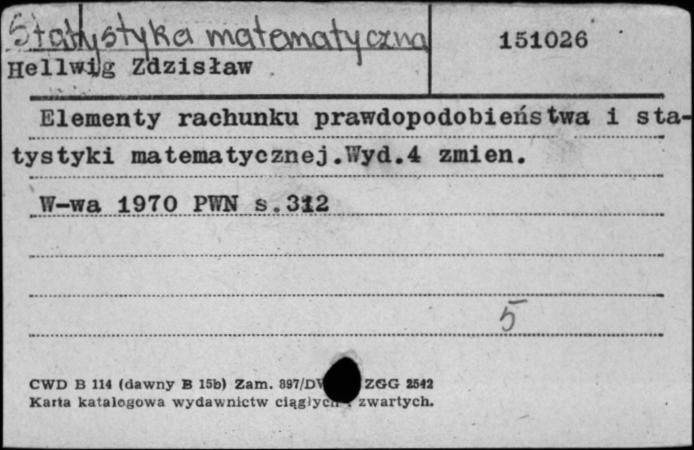 Statystyka matematyczna
151026
Hellwig Zdzisław
Elementy rachunku prawdopodobieństwa i sta-
tystyki matematycznej.Wyd.4 zmien.
W-wa 1970 PWN s.312
5
CWD B 114 (dawny B 15b) Zam. 897/ ZGG 2542
Karta katalogowa wydawnictw ciągłych i zwartych.